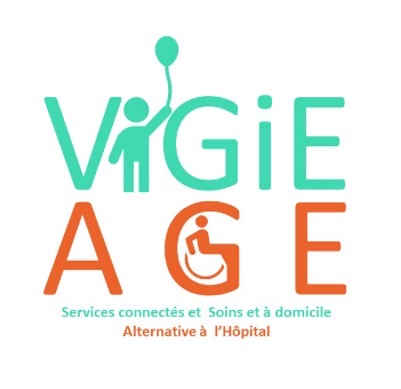 ViGiE
AGE
Services connectés et Soins et à domicile
Alternative à l'Hôpital